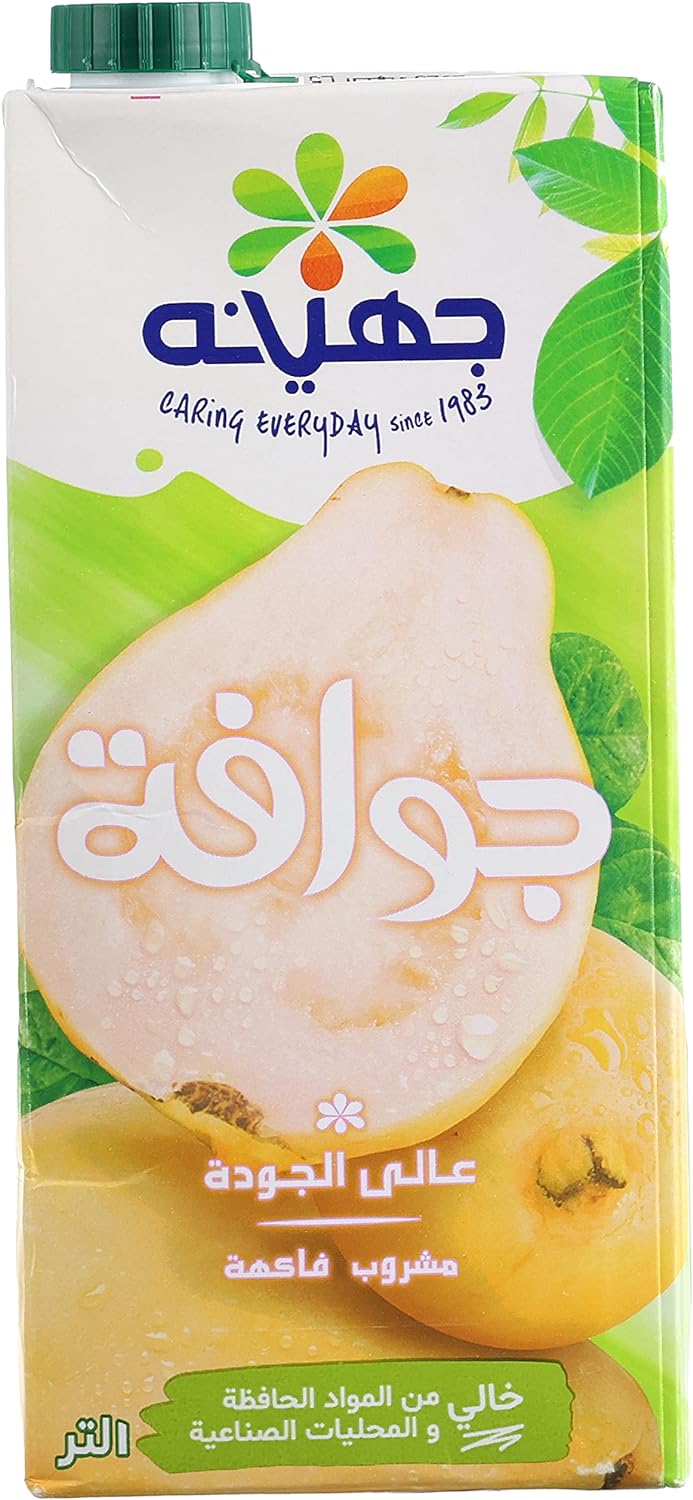 جهينه
CARING EVERYDAY since 1983
جوافة
عالى الجودة
مشروب فاكهة
خالي من المواد الحافظة
و المحليات الصناعية
التر